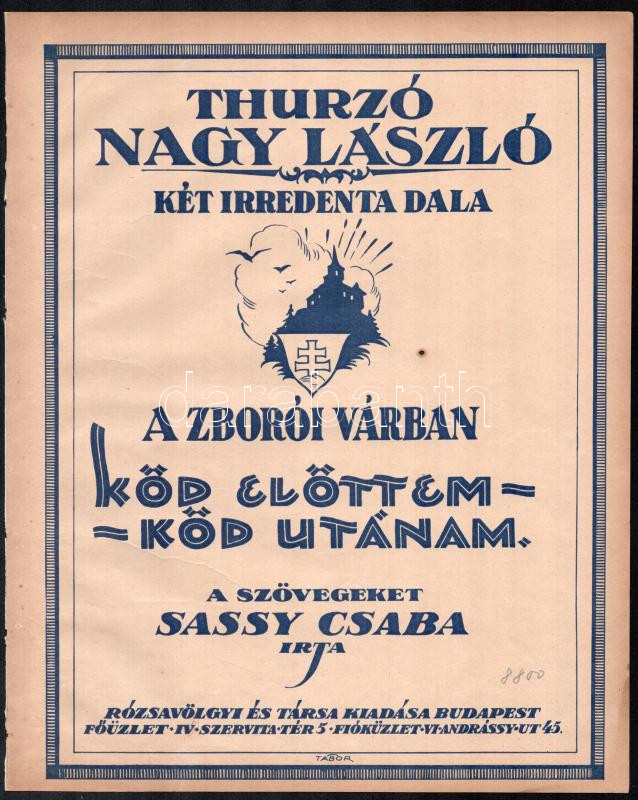 THURZÓ
NAGY LÁSZLÓ
KÉT IRREDENTA DALA
darabanth
A ZBORÓI VÁRBAN
KÖD ELŐTTEM =
= KÖD UTÁNAM.
A SZÖVEGEKET
SASSY CSABA
IRTA
8800
RÓZSAVÖLGYI ÉS TÁRSA KIADÁSA BUDAPEST
FŐÜZLET · IV · SZERVITA · TÉR 5 · FIÓKÜZLET · VI · ANDRÁSSY · UT 45.
TÁBOR